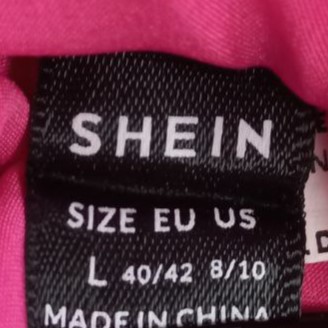 SHEIN
SIZE EU US
L 40/42 8/10
MADE IN CHINA